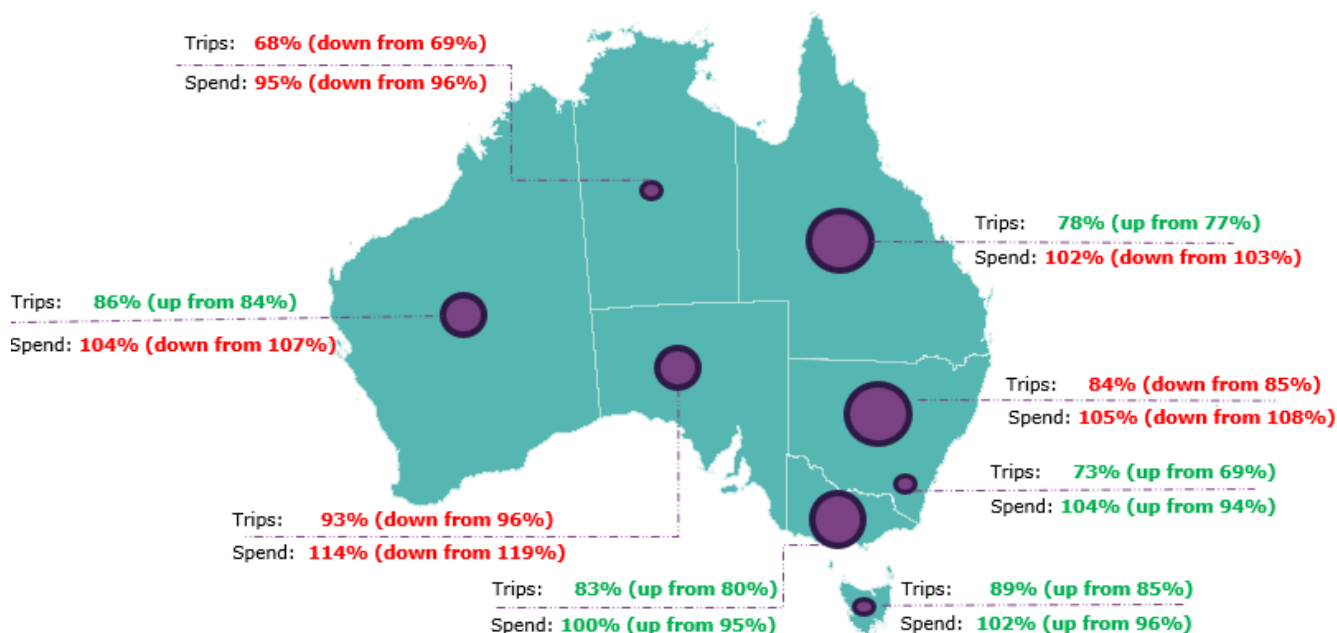 Trips: 68% (down from 69%)
Spend: 95% (down from 96%)
Trips: 78% (up from 77%)
Spend: 102% (down from 103%)
Trips: 86% (up from 84%)
Spend: 104% (down from 107%)
Trips: 84% (down from 85%)
Spend: 105% (down from 108%)
Trips: 73% (up from 69%)
Spend: 104% (up from 94%)
Trips: 93% (down from 96%)
Spend: 114% (down from 119%)
Trips: 83% (up from 80%)
Spend: 100% (up from 95%)
Trips: 89% (up from 85%)
Spend: 102% (up from 96%)